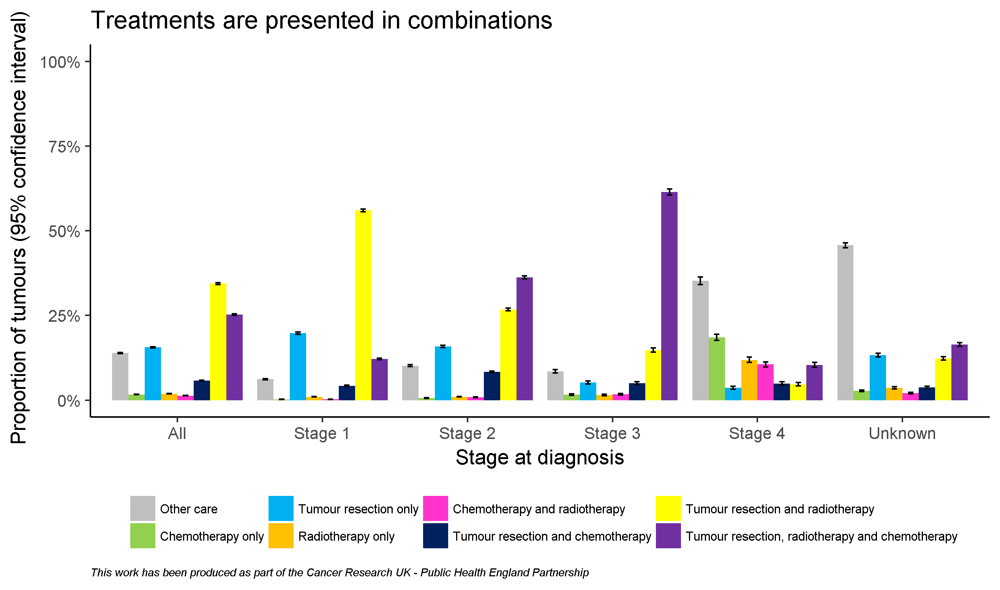 Treatments are presented in combinations
Proportion of tumours (95% confidence interval)
100%
75%
50%
25%
0%
All
Stage 1
Stage 2
Stage 3
Stage 4
Unknown
Stage at diagnosis
Other care
Tumour resection only
Chemotherapy and radiotherapy
Tumour resection and radiotherapy
Chemotherapy only
Radiotherapy only
Tumour resection and chemotherapy
Tumour resection, radiotherapy and chemotherapy
This work has been produced as part of the Cancer Research UK - Public Health England Partnership